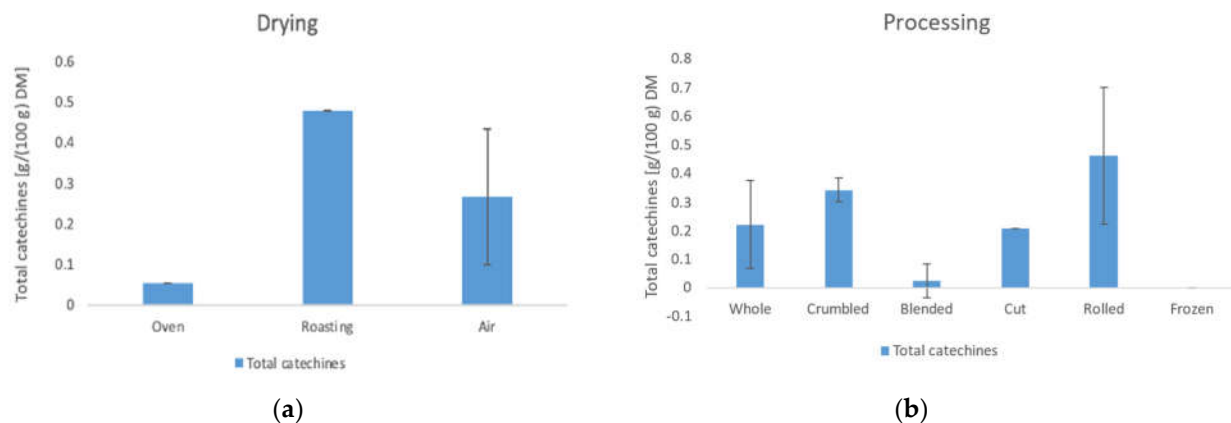 Drying
Total catechines [g/(100 g) DM]
0.6
0.5
0.4
0.3
0.2
0.1
0
Oven Roasting Air
Total catechines
(a)
Processing
Total catechines [g/(100 g) DM
0.8
0.7
0.6
0.5
0.4
0.3
0.2
0.1
0
-0.1
Whole Crumbled Blended Cut Rolled Frozen
Total catechines
(b)